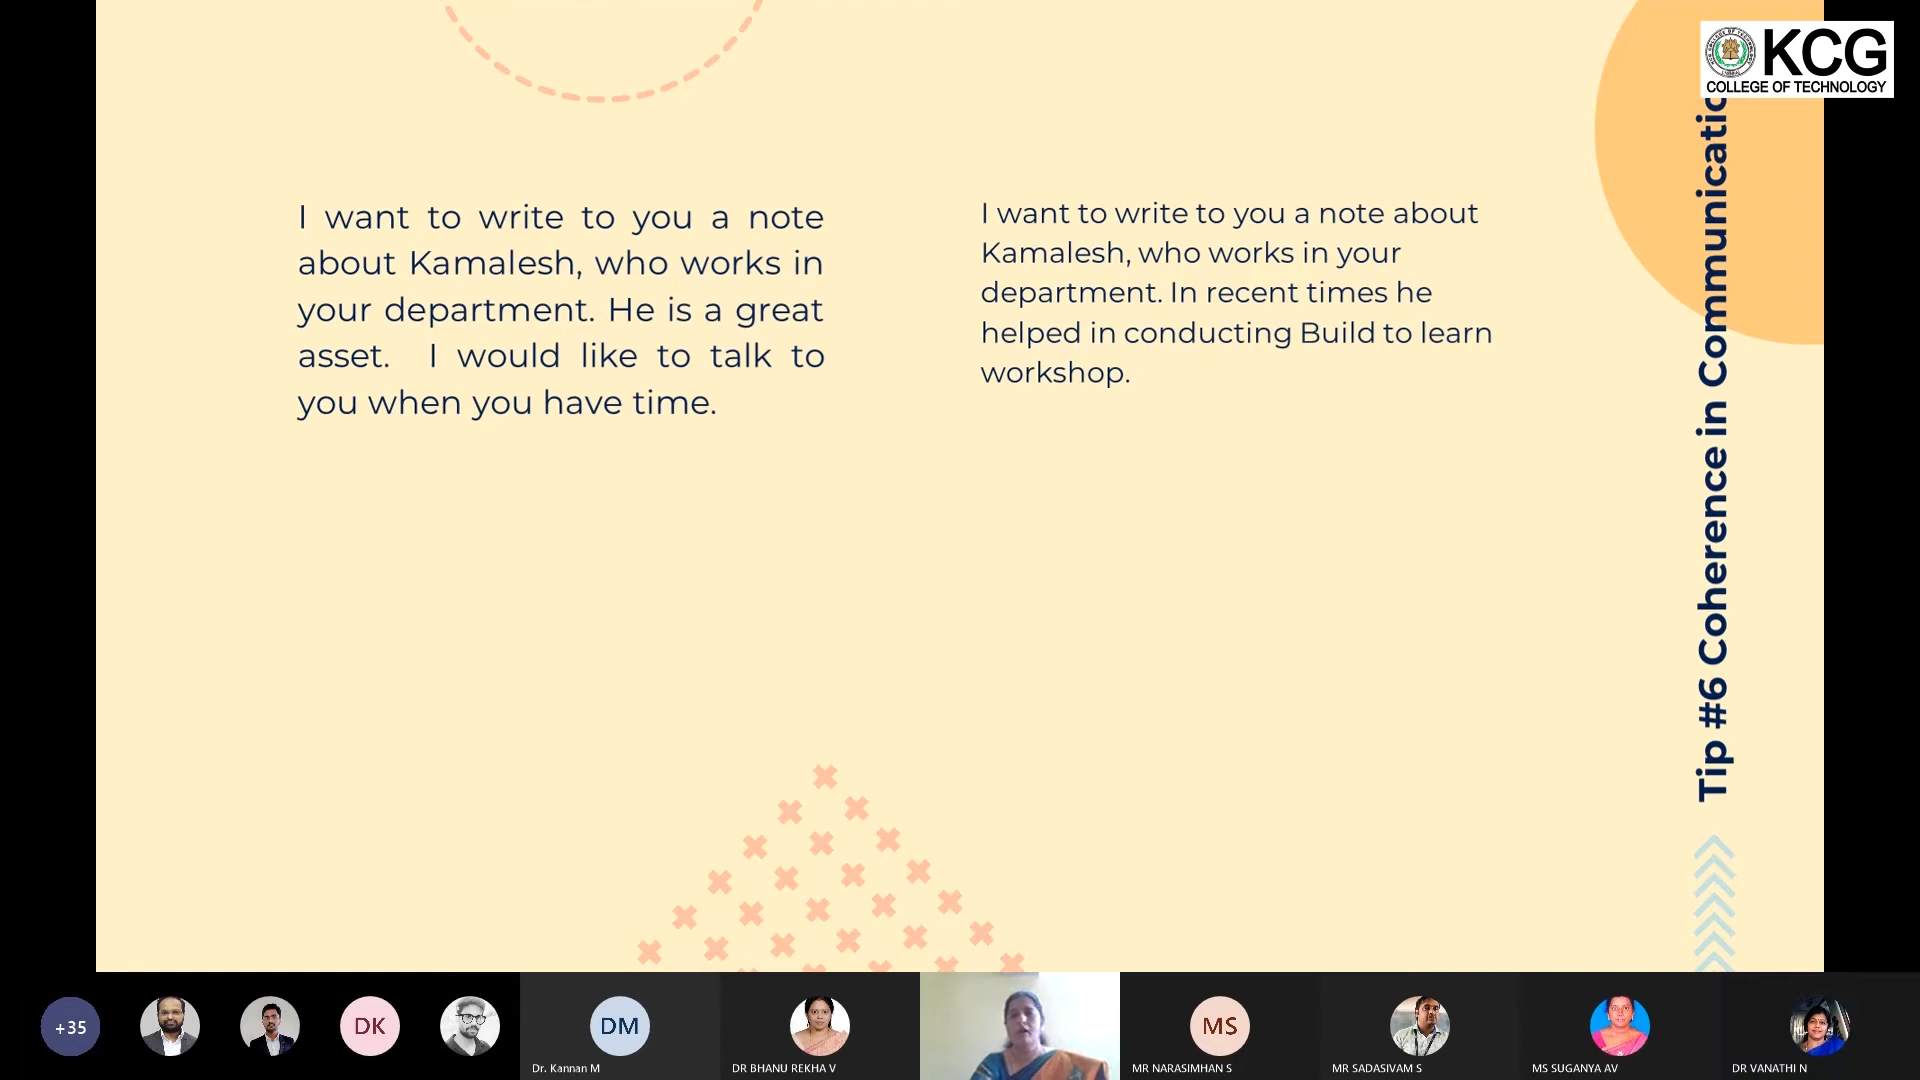 KCG
COLLEGE OF TECHNOLOGY
I want to write to you a note
about Kamalesh, who works in
your department. He is a great
asset. I would like to talk to
you when you have time.
I want to write to you a note about
Kamalesh, who works in your
department. In recent times he
helped in conducting Build to learn
workshop.
Tip #6 Coherence in Communicatio
+35
DK
DM
Dr. Kannan M
DR BHANU REKHA V
MS
MR NARASIMHAN S
MR SADASIVAM S
MS SUGANYA AV
DR VANATHI N